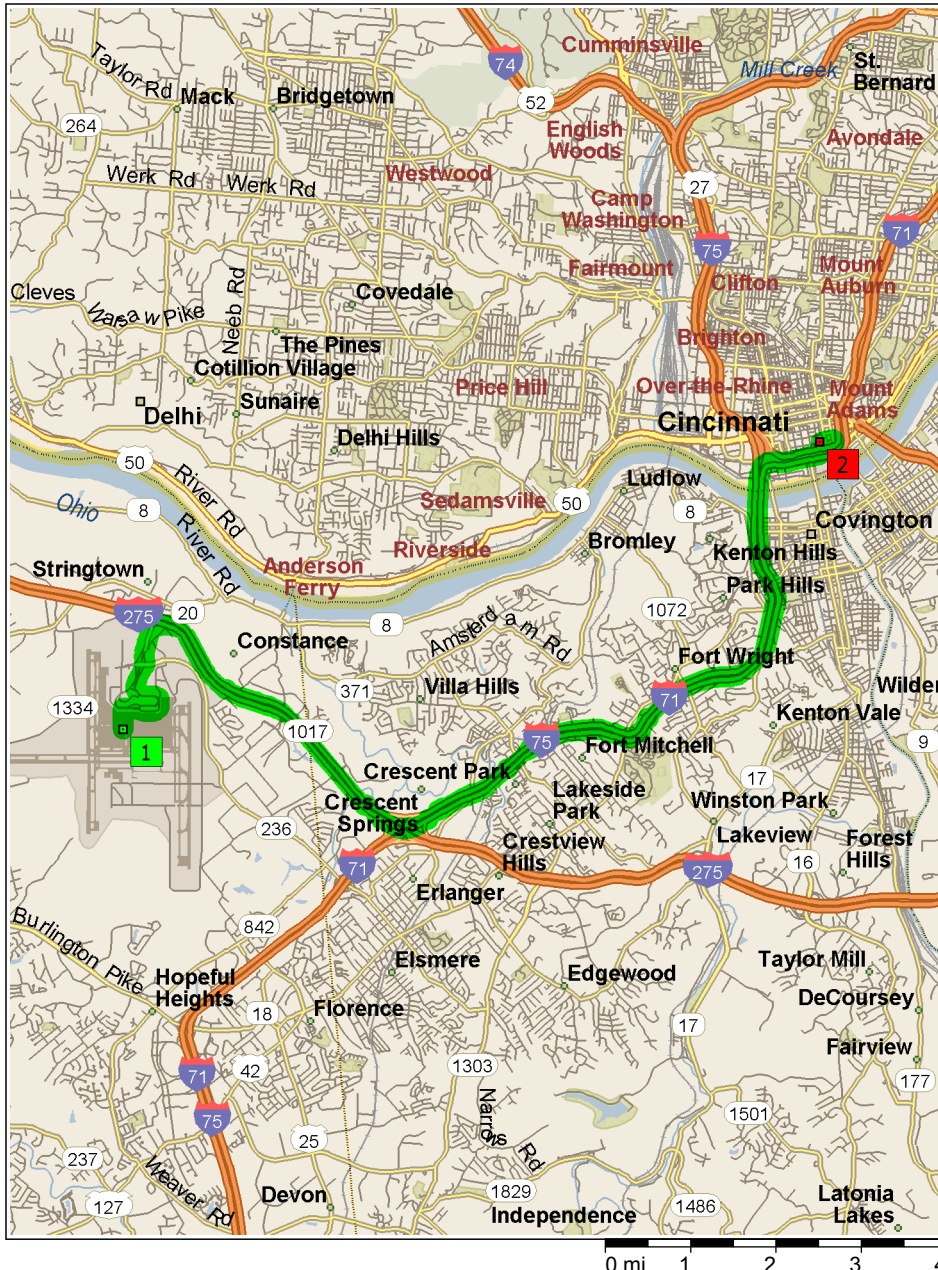 Cumminsville
74
Mill Creek
St.
Bernard
Taylor Rd
Mack
Bridgetown
52
264
English
Woods
Avondale
Westwood
Werk Rd
Werk Rd
27
Camp
Washington
71
75
Fairmount
Clifton
Mount
Auburn
Cleves
Covedale
Neeb Rd
Warsaw Pike
Brighton
The Pines
Cotillion Village
Price Hill
Over-the-Rhine
Mount
Adams
Sunaire
Delhi
Cincinnati
Delhi Hills
2
50
River Rd
Ludlow
Sedamsville
50
Ohio
8
8
Covington
River Rd
Riverside
Bromley
Kenton Hills
Anderson
Ferry
Stringtown
Park Hills
275
20
1072
8
Constance
Amsterdam Rd
Fort Wright
371
Villa Hills
71
Wilder
1334
Kenton Vale
1017
75
9
1
Fort Mitchell
Crescent Park
17
Lakeside
Park
Winston Park
Crescent
Springs
236
Crestview
Hills
Lakeview
Forest
Hills
71
275
16
Erlanger
842
Burlington Pike
Elsmere
Taylor Mill
Hopeful
Heights
Edgewood
DeCoursey
18
Florence
17
Fairview
71
42
1303
177
75
Narrows Rd
1501
25
237
Weaver Rd
1829
127
Devon
1486
Latonia
Lakes
Independence
0 mi 1 2 3 4